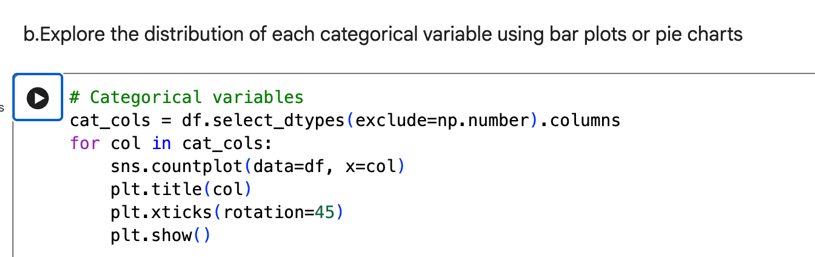 b.Explore the distribution of each categorical variable using bar plots or pie charts
s
# Categorical variables
cat_cols = df.select_dtypes(exclude=np.number).columns
for col in cat_cols:
    sns.countplot(data=df, x=col)
    plt.title(col)
    plt.xticks(rotation=45)
    plt.show()